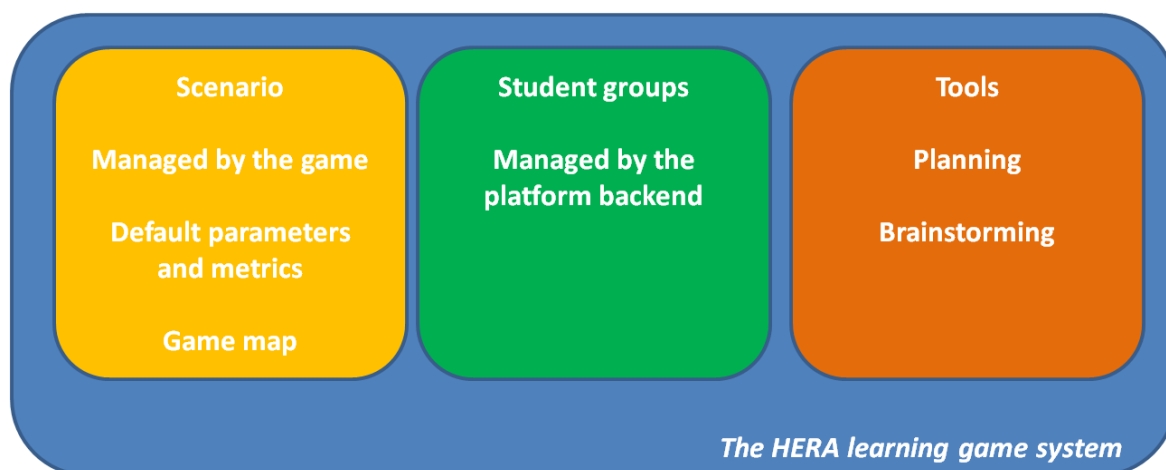 Scenario
Managed by the game
Default parameters
and metrics
Game map
Student groups
Managed by the
platform backend
Tools
Planning
Brainstorming
The HERA learning game system